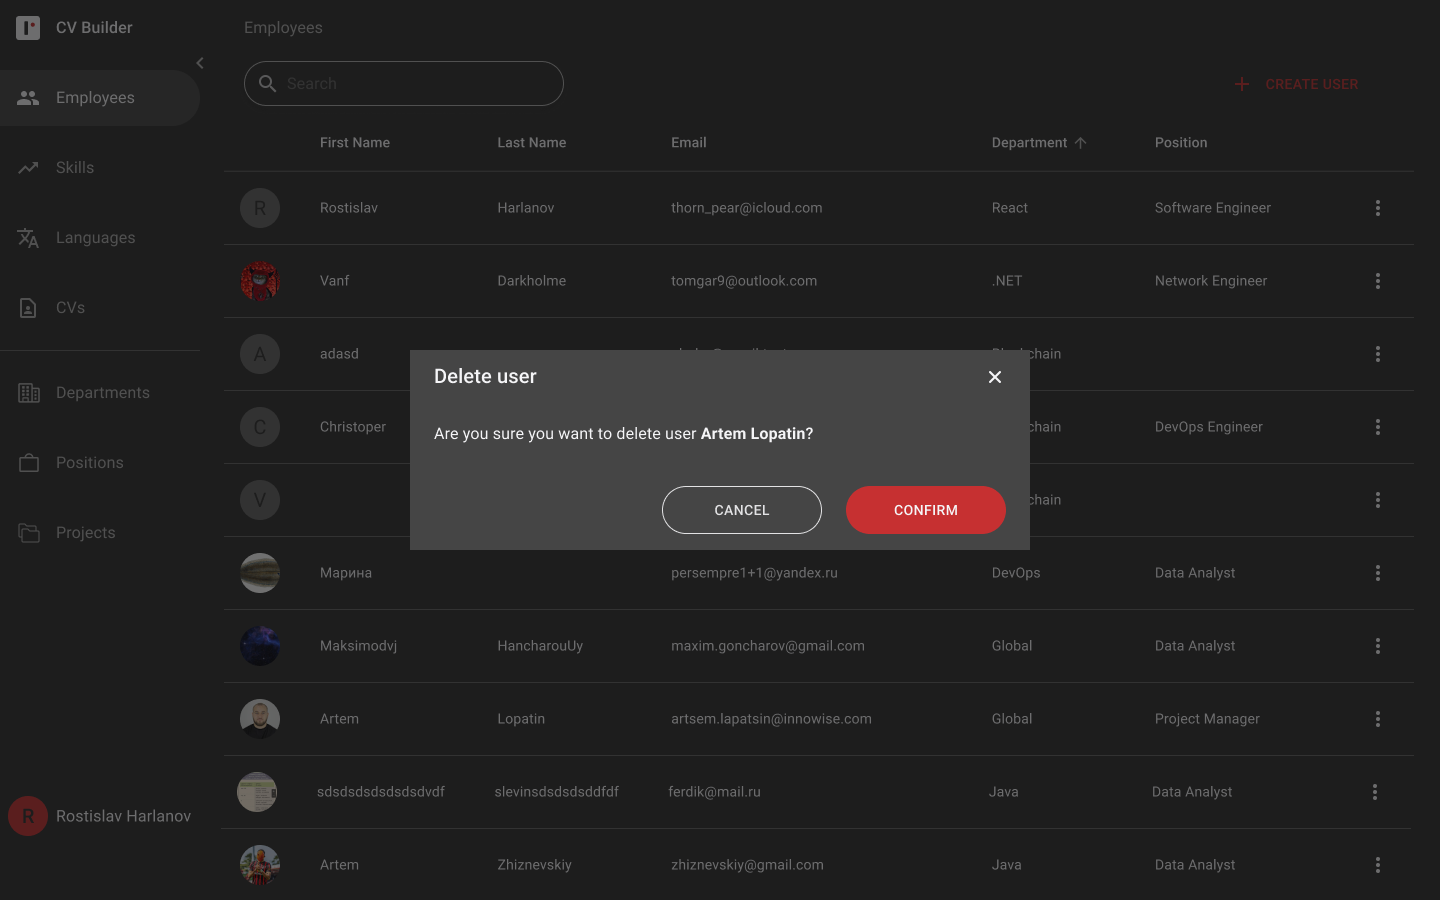 CV Builder
Employees
Search
CREATE USER
Employees
Skills
Languages
CVs
Departments
Positions
Projects
R Rostislav Harlanov
First Name Last Name Email Department Position
R Rostislav Harlanov thorn_pear@icloud.com React Software Engineer
Vanf Darkholme tomgar9@outlook.com .NET Network Engineer
A adasd
Delete user
C Christoper chain DevOps Engineer
Are you sure you want to delete user Artem Lopatin?
V chain
CANCEL CONFIRM
Марина persempre1+1@yandex.ru DevOps Data Analyst
Maksimodvj HancharouUy maxim.goncharov@gmail.com Global Data Analyst
Artem Lopatin artsem.lapatsin@innowise.com Global Project Manager
sdsdsdsdsdsdsdvdf slevinsdsdsdsddfdf ferdik@mail.ru Java Data Analyst
Artem Zhiznevskiy zhiznevskiy@gmail.com Java Data Analyst